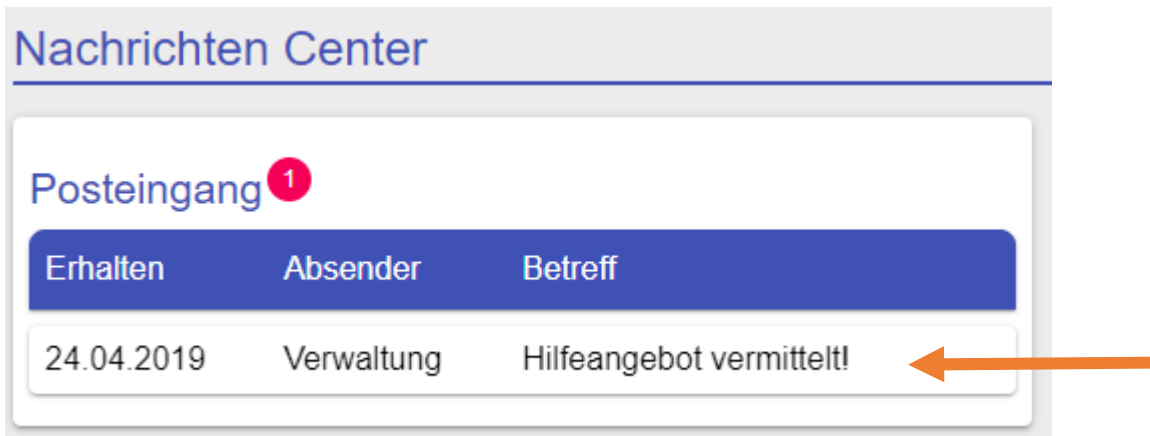 Nachrichten Center
Posteingang 1
Erhalten Absender Betreff
24.04.2019 Verwaltung Hilfeangebot vermittelt!